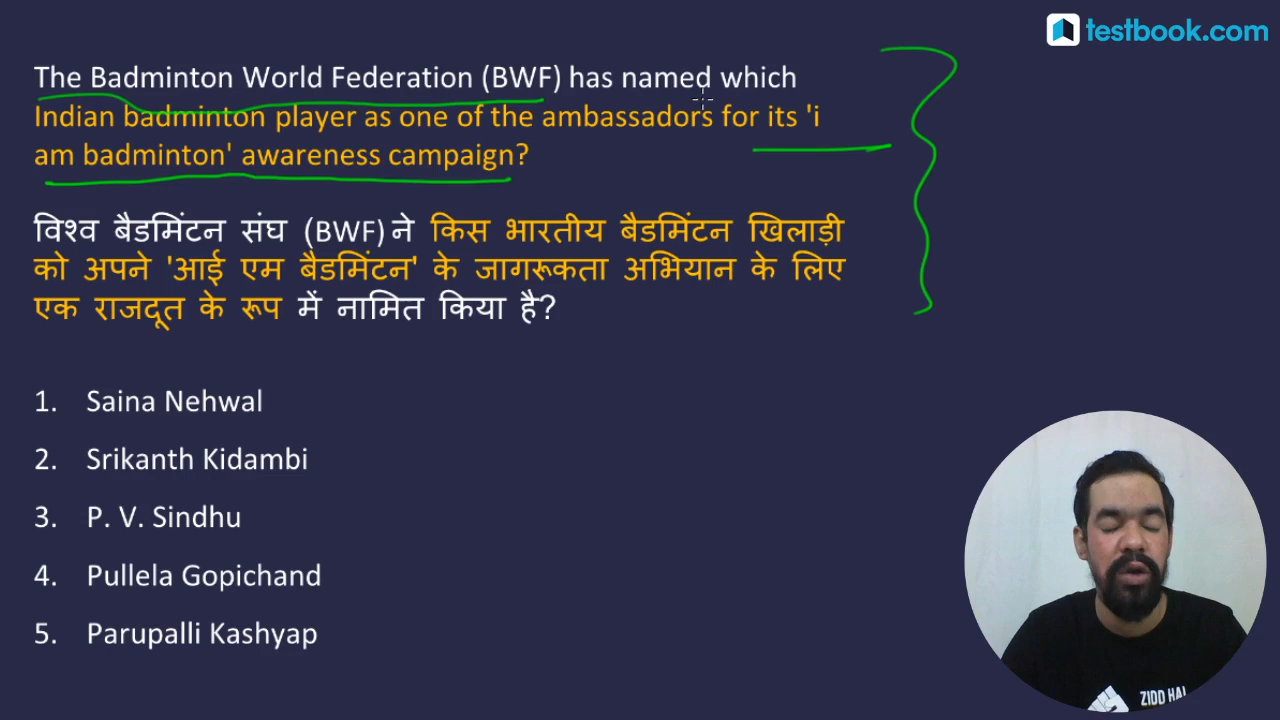 testbook.com
The Badminton World Federation (BWF) has named which
Indian badminton player as one of the ambassadors for its 'i
am badminton' awareness campaign?
विश्व बैडमिंटन संघ (BWF) ने किस भारतीय बैडमिंटन खिलाड़ी
को अपने 'आई एम बैडमिंटन' के जागरूकता अभियान के लिए
एक राजदूत के रूप में नामित किया है?
1. Saina Nehwal
2. Srikanth Kidambi
3. P. V. Sindhu
4. Pullela Gopichand
5. Parupalli Kashyap
ZIDD HAI